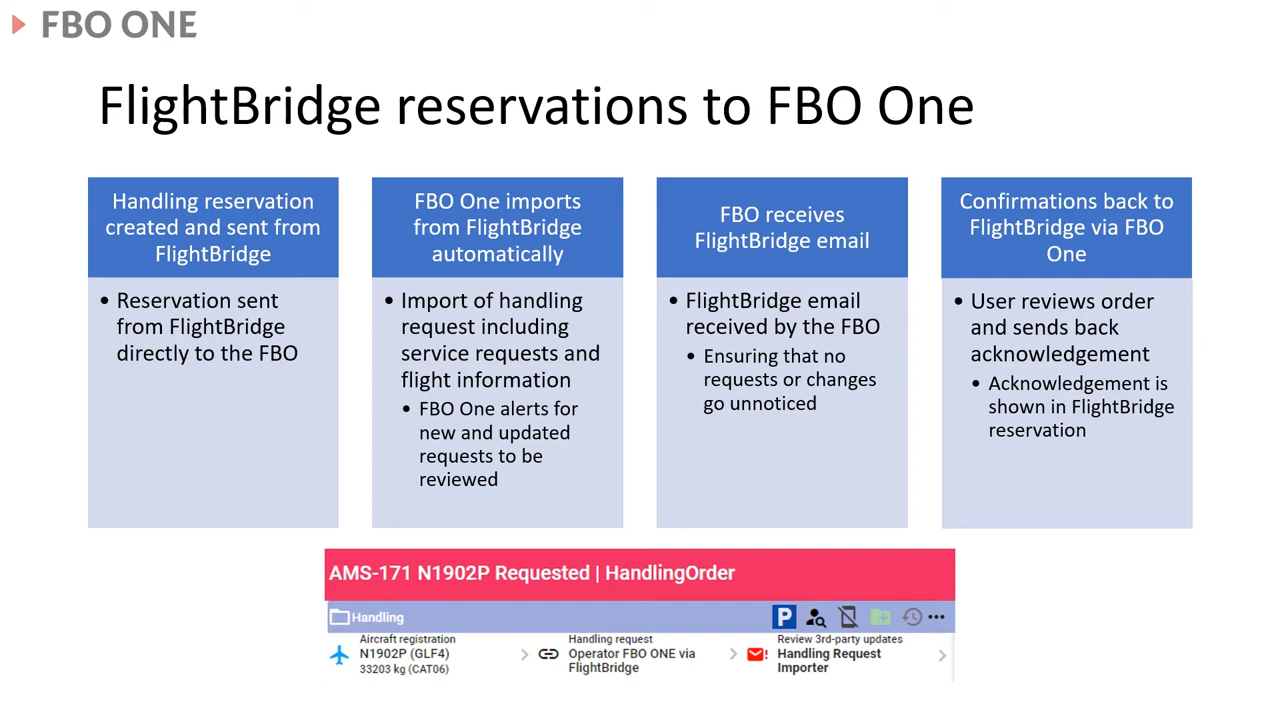 FBO ONE
FlightBridge reservations to FBO One
Handling reservation
created and sent from
FlightBridge
• Reservation sent
from FlightBridge
directly to the FBO
FBO One imports
from FlightBridge
automatically
• Import of handling
request including
service requests and
flight information
• FBO One alerts for
new and updated
requests to be
reviewed
FBO receives
FlightBridge email
• FlightBridge email
received by the FBO
• Ensuring that no
requests or changes
go unnoticed
Confirmations back to
FlightBridge via FBO
One
• User reviews order
and sends back
acknowledgement
• Acknowledgement is
shown in FlightBridge
reservation
AMS-171 N1902P Requested | HandlingOrder
Handling
P
Aircraft registration
N1902P (GLF4)
33203 kg (CAT06)
Handling request
Operator FBO ONE via
FlightBridge
Review 3rd-party updates
Handling Request
Importer